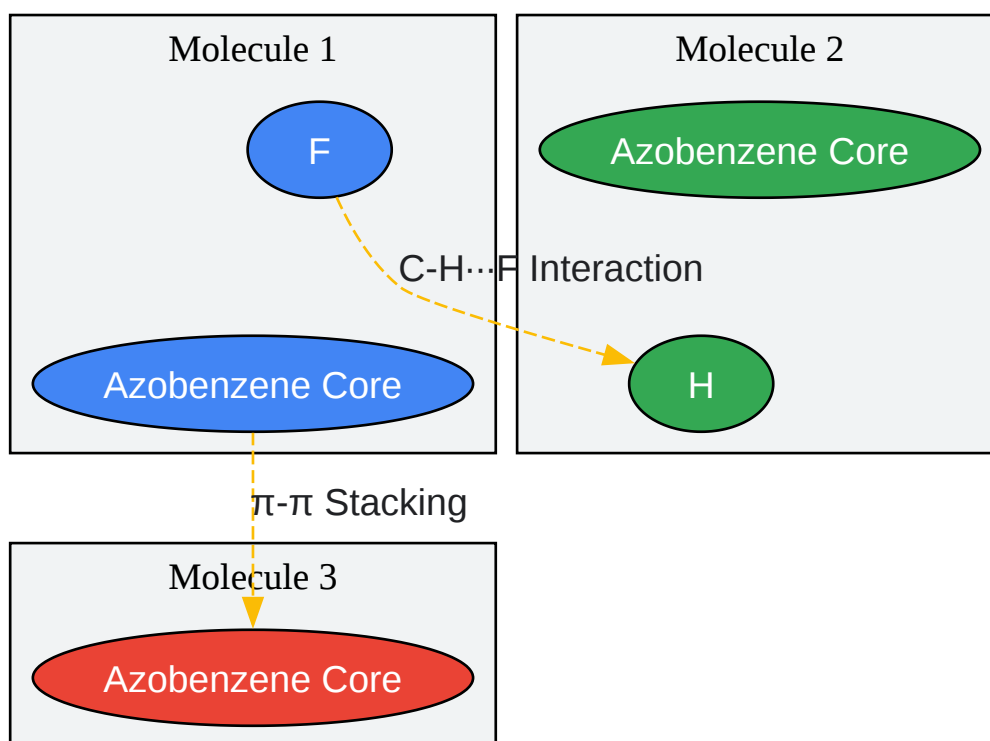 Molecule 1
Molecule 2
F
Azobenzene Core
C-H···F Interaction
Azobenzene Core
H
π-π Stacking
Molecule 3
Azobenzene Core